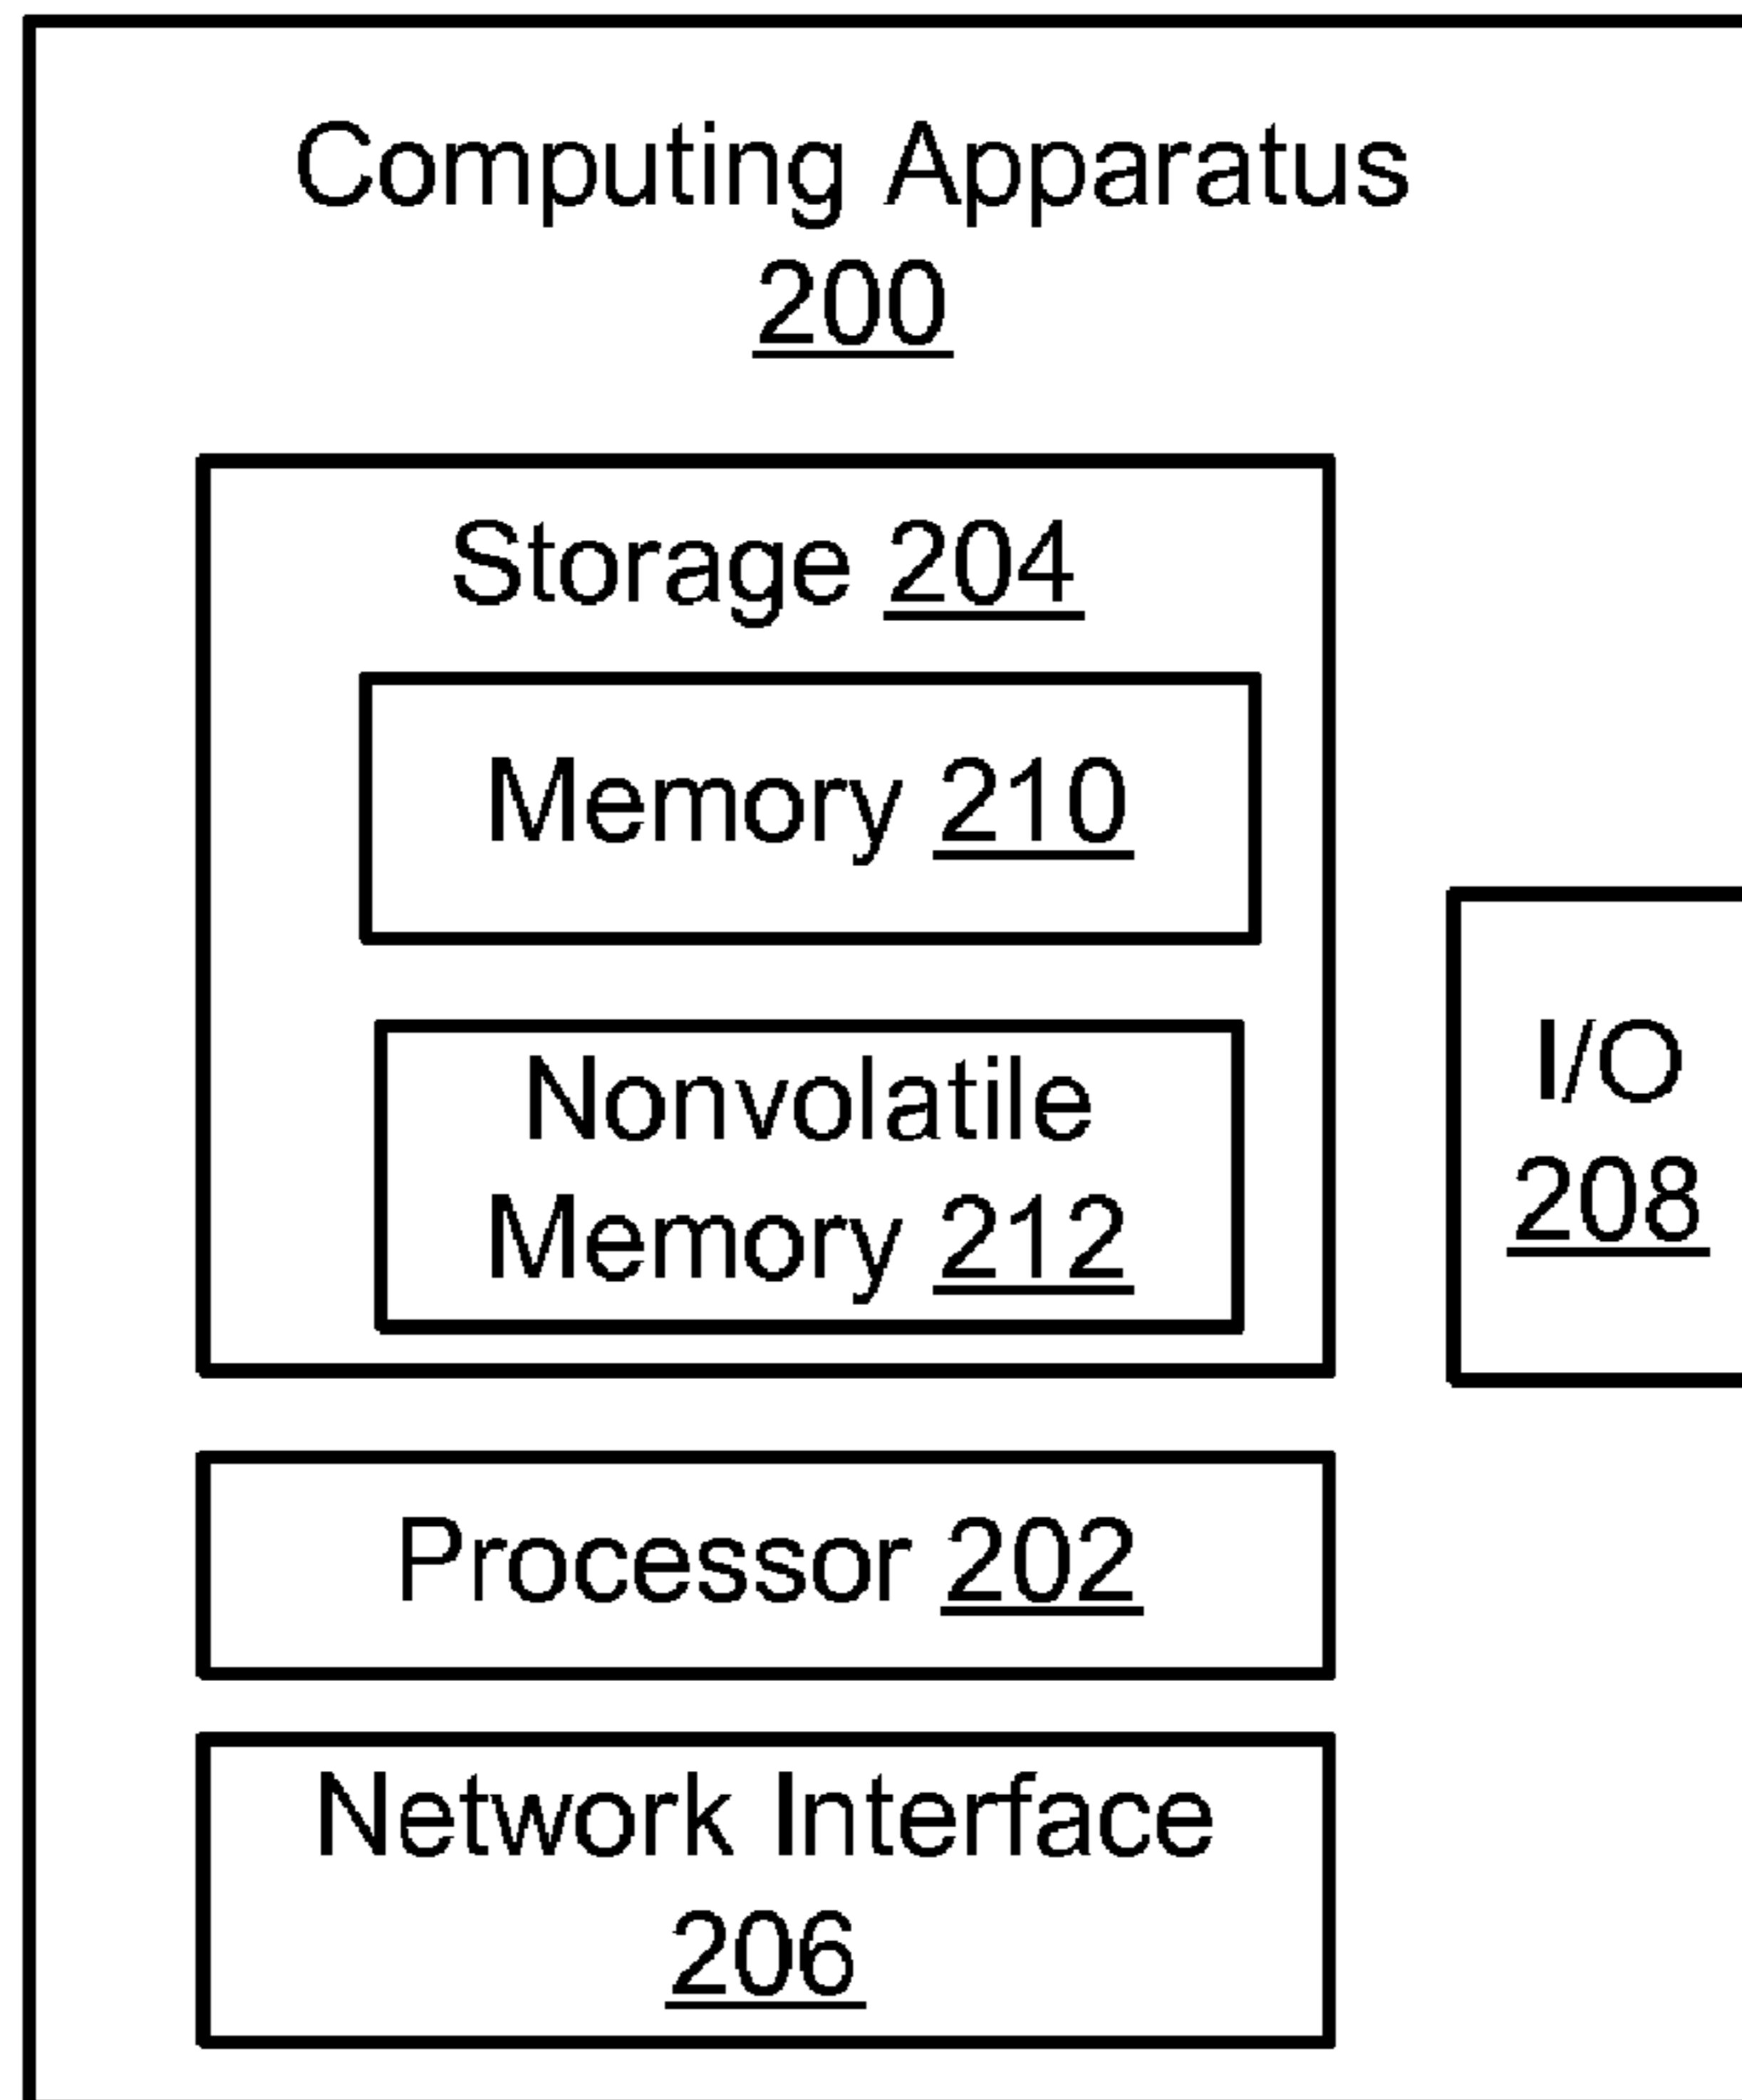 Computing Apparatus
200
Storage 204
Memory 210
Nonvolatile
Memory 212
I/O
208
Processor 202
Network Interface
206